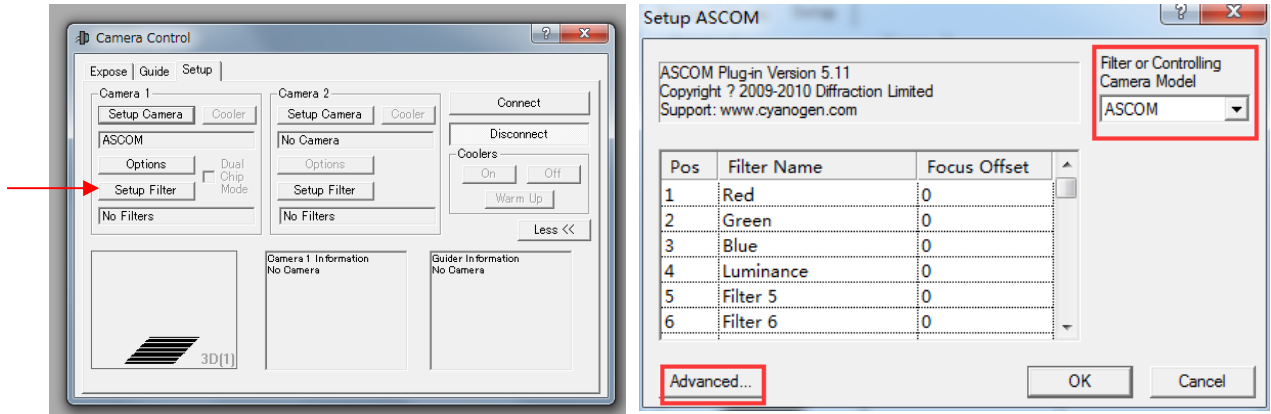 Camera Control
Expose Guide Setup
Camera 1
Setup Camera Cooler
ASCOM
Options
Dual
Chip
Mode
Setup Filter
No Filters
Camera 2
Setup Camera Cooler
No Camera
Options
Setup Filter
No Filters
Connect
Disconnect
Coolers
On Off
Warm Up
Less <<
3D[1]
Camera 1 Information
No Camera
Guider Information
No Camera
Setup ASCOM
ASCOM Plug-in Version 5.11
Copyright ? 2009-2010 Diffraction Limited
Support: www.cyanogen.com
Filter or Controlling
Camera Model
ASCOM
Pos Filter Name Focus Offset
1 Red 0
2 Green 0
3 Blue 0
4 Luminance 0
5 Filter 5 0
6 Filter 6 0
Advanced...
OK Cancel